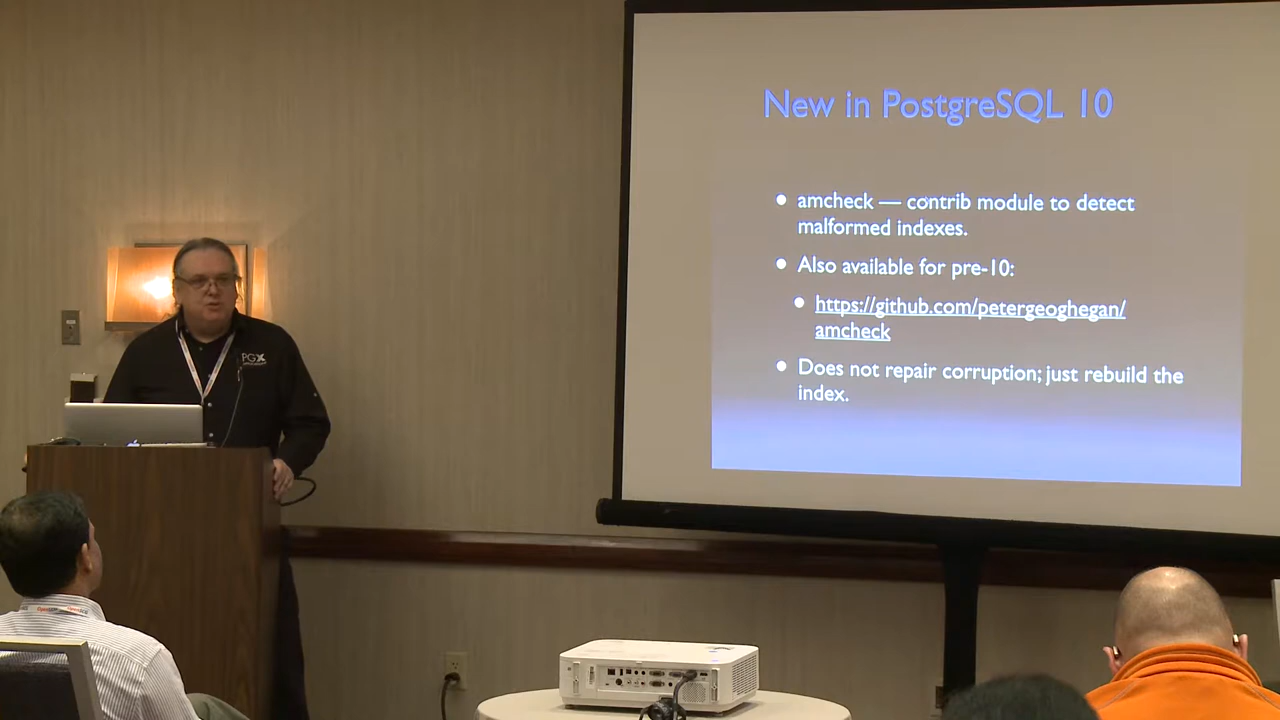 New in PostgreSQL 10
amcheck — contrib module to detect
malformed indexes.
Also available for pre-10:
https://github.com/petergeoghegan/
amcheck
Does not repair corruption; just rebuild the
index.
PGX